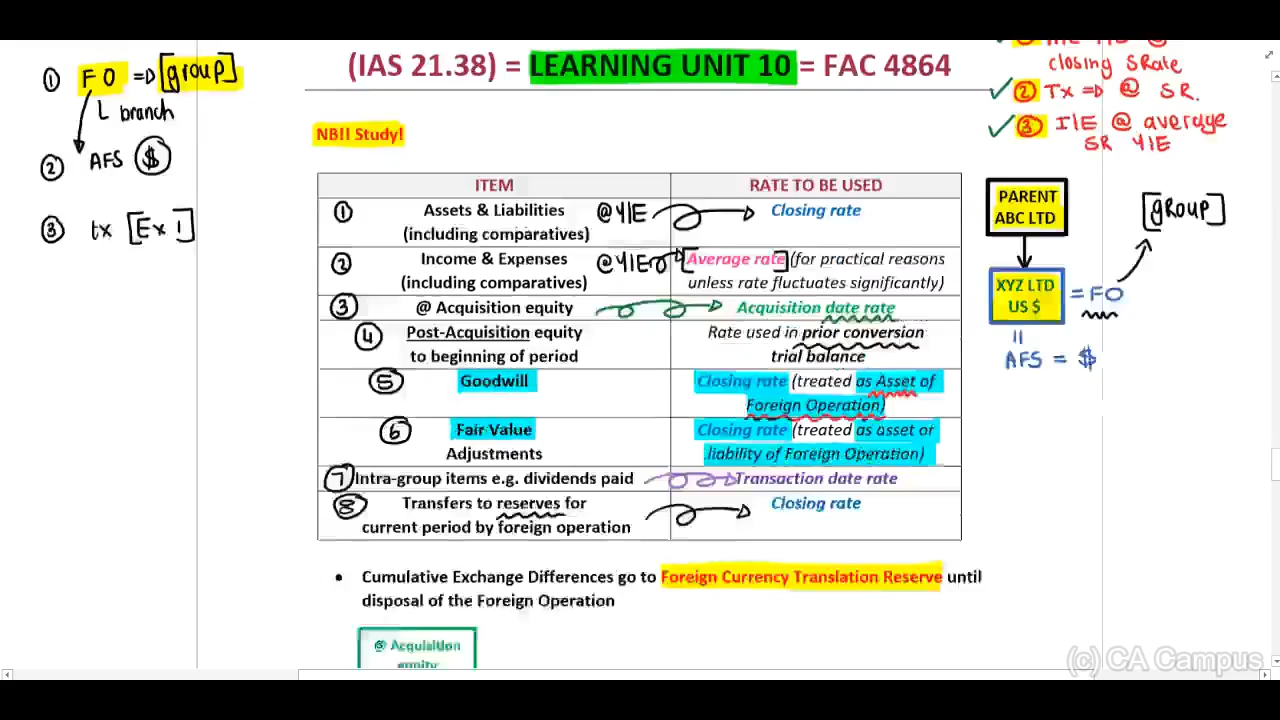 (IAS 21.38) = LEARNING UNIT 10 = FAC 4864
① FO => [group]
L branch
② AFS $
③ tx [Ex 1]
closing SRate
② Tx => @ SR.
③ I/E @ average
SR Y/E
NB!! Study!
ITEM RATE TO BE USED
① Assets & Liabilities @Y/E Closing rate
(including comparatives)
② Income & Expenses @Y/E [Average rate] (for practical reasons
(including comparatives) unless rate fluctuates significantly)
③ @ Acquisition equity Acquisition date rate
④ Post-Acquisition equity Rate used in prior conversion
to beginning of period trial balance
⑤ Goodwill Closing rate (treated as Asset of
Foreign Operation)
⑥ Fair Value Closing rate (treated as asset or
Adjustments liability of Foreign Operation)
⑦ Intra-group items e.g. dividends paid Transaction date rate
⑧ Transfers to reserves for Closing rate
current period by foreign operation
PARENT
ABC LTD
[group]
XYZ LTD
US $
= FO
AFS = $
• Cumulative Exchange Differences go to Foreign Currency Translation Reserve until
disposal of the Foreign Operation
@ Acquisition
equity
(c) CA Campus